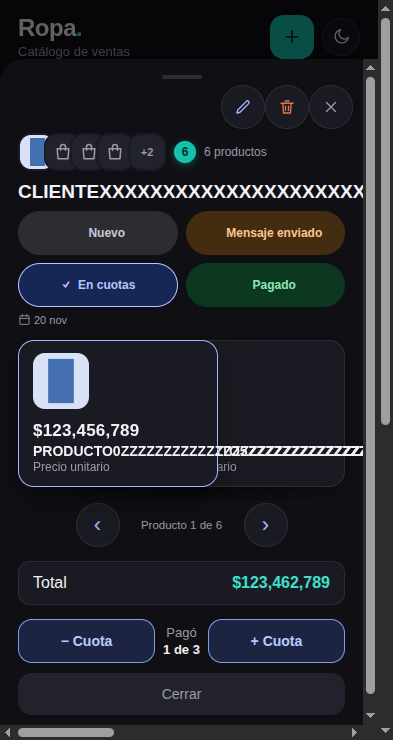 Ropa.
Catálogo de ventas
+2
6
6 productos
CLIENTEXXXXXXXXXXXXXXXXXXXXX
Nuevo
Mensaje enviado
En cuotas
Pagado
20 nov
$123,456,789
Precio unitario
ario
Producto 1 de 6
Total
$123,462,789
− Cuota
Pagó
1 de 3
+ Cuota
Cerrar